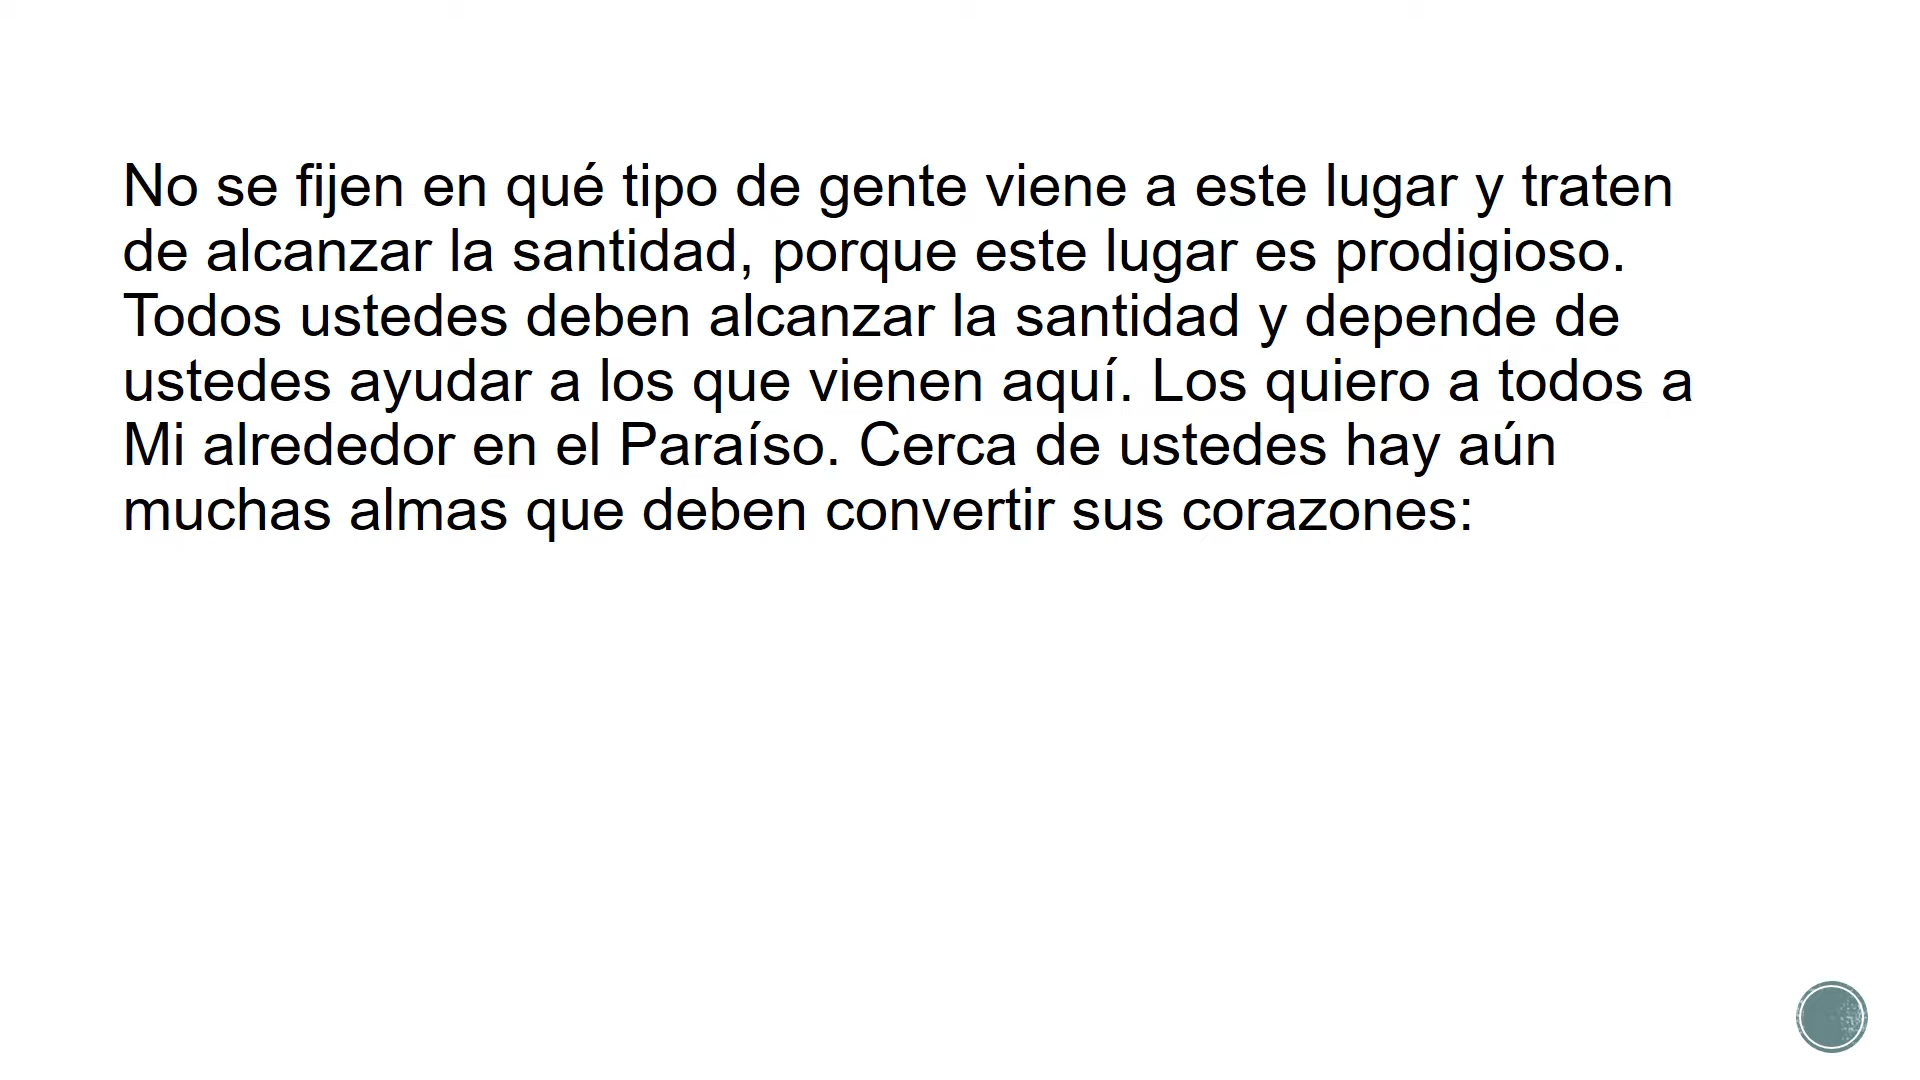 No se fijen en qué tipo de gente viene a este lugar y traten
de alcanzar la santidad, porque este lugar es prodigioso.
Todos ustedes deben alcanzar la santidad y depende de
ustedes ayudar a los que vienen aquí. Los quiero a todos a
Mi alrededor en el Paraíso. Cerca de ustedes hay aún
muchas almas que deben convertir sus corazones: